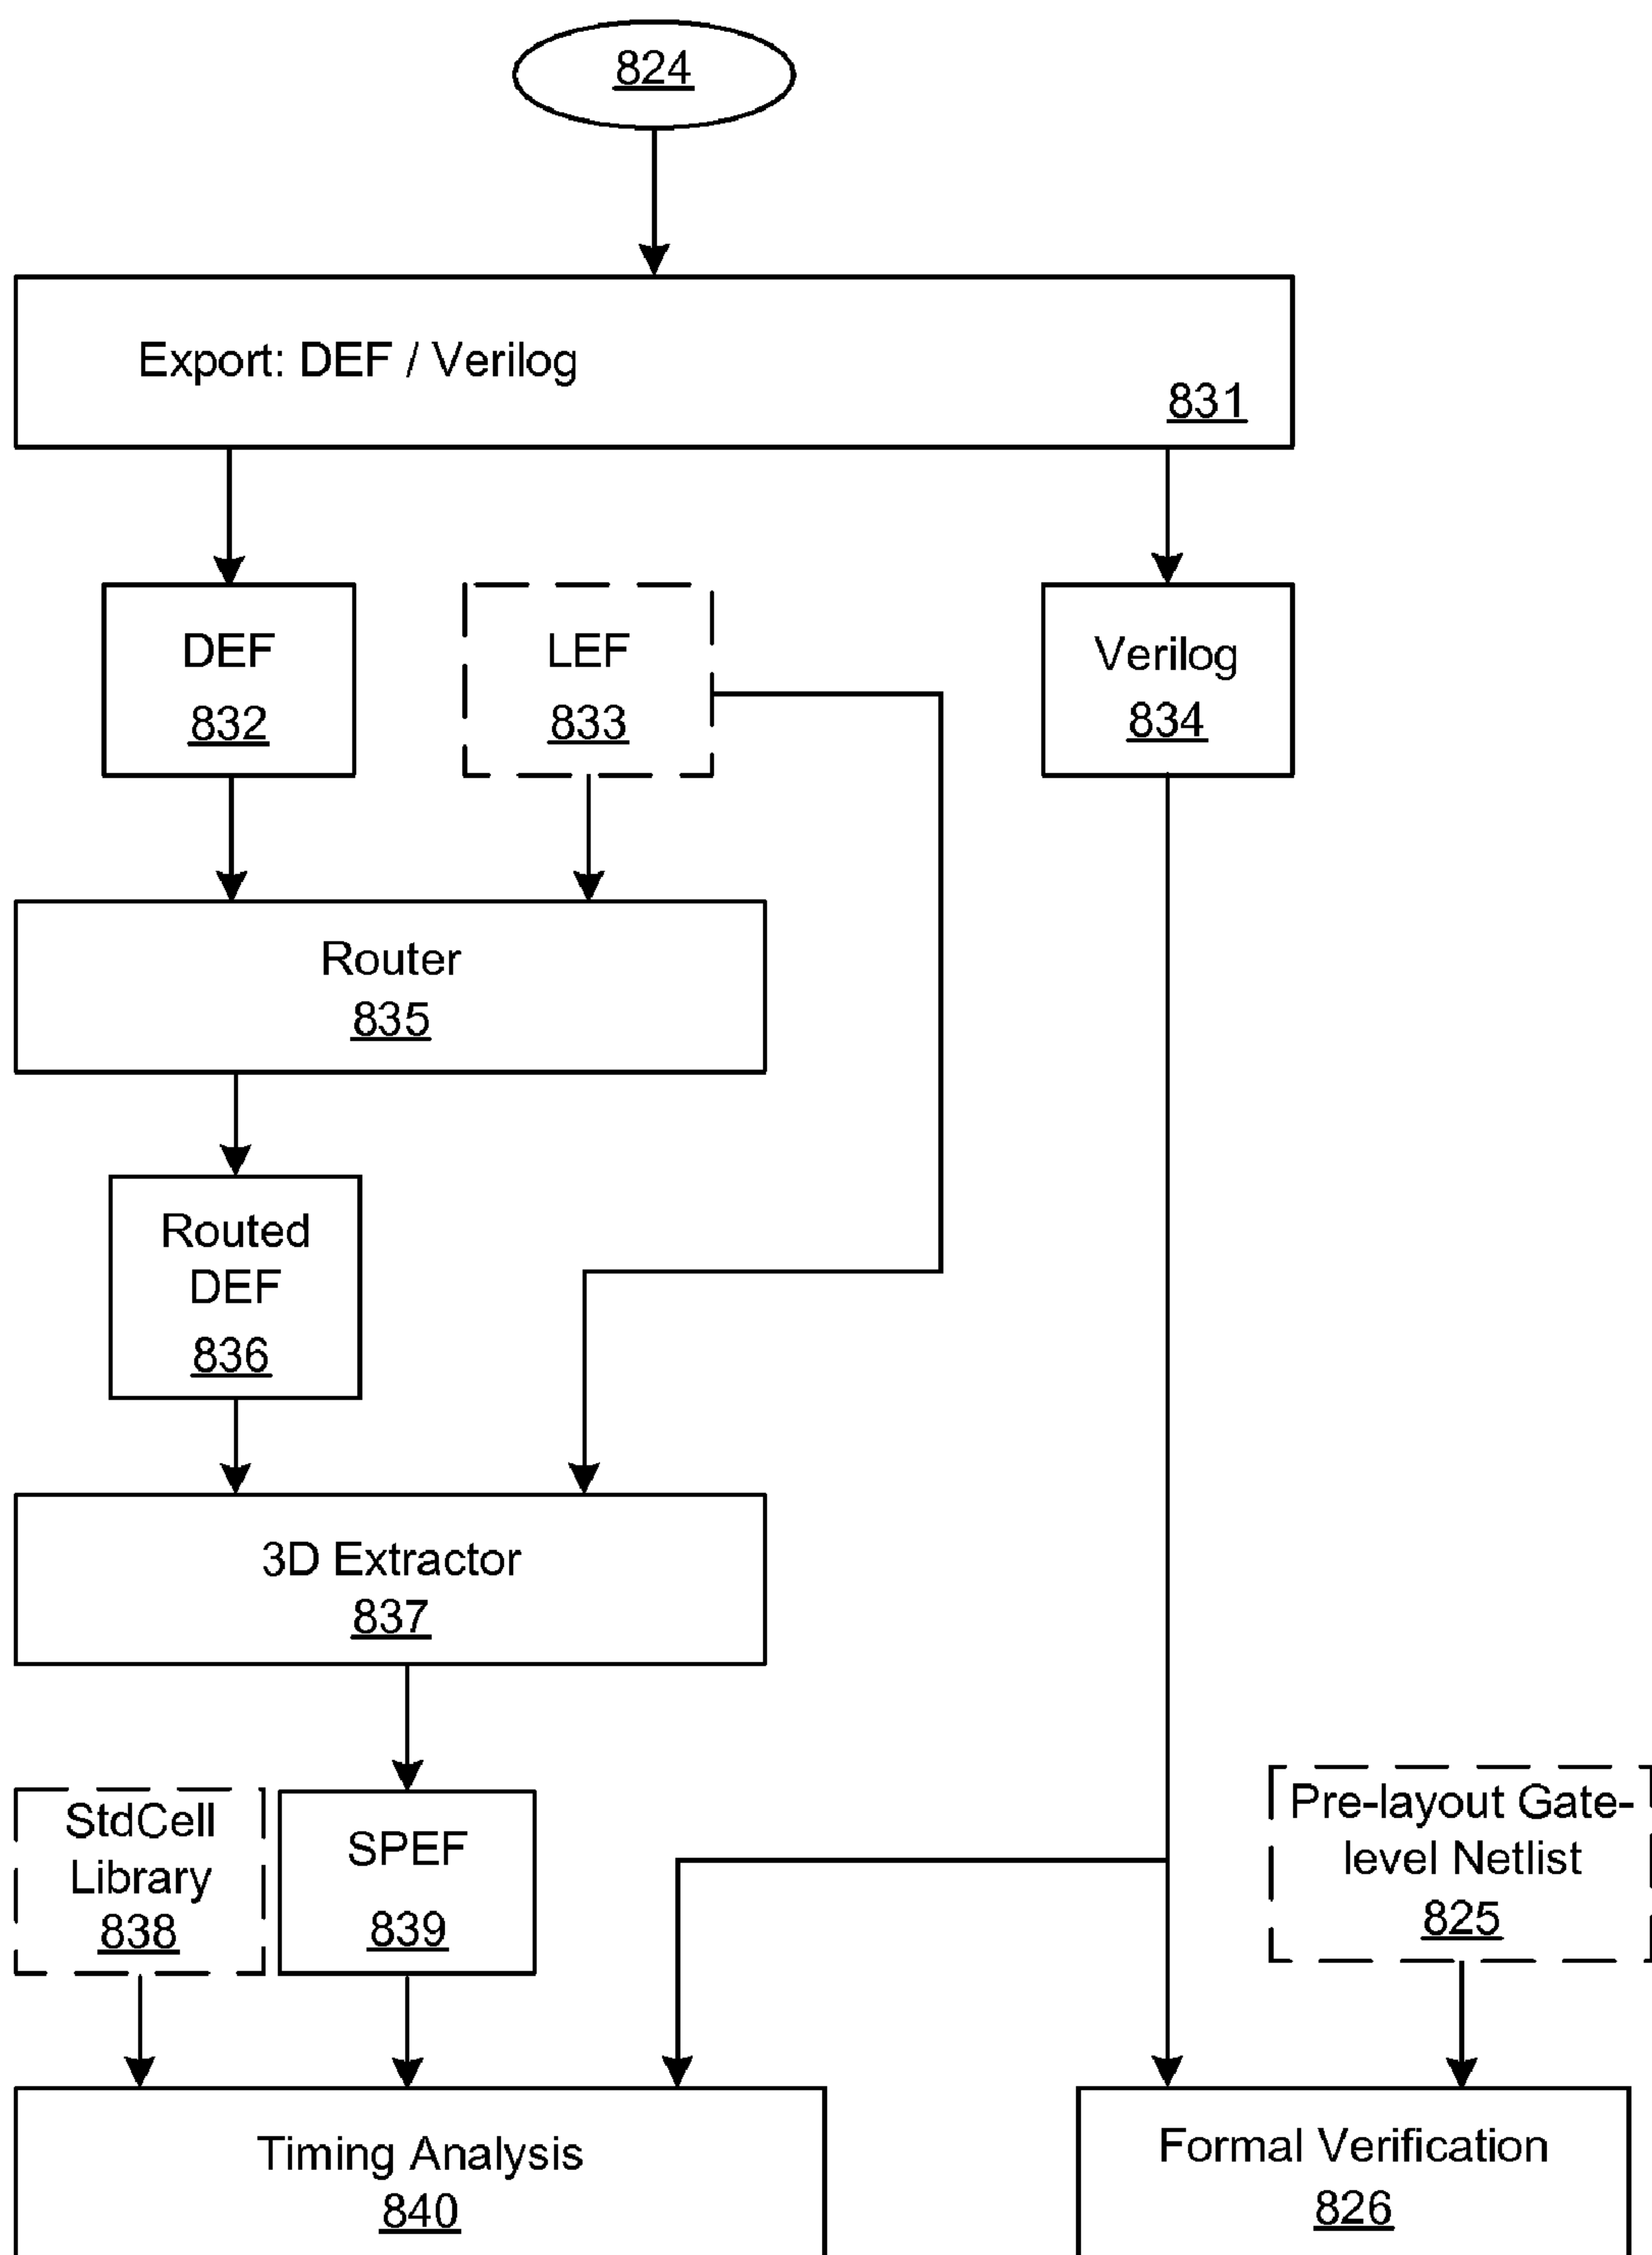 824
Export: DEF / Verilog
831
DEF
832
LEF
833
Verilog
834
Router
835
Routed
DEF
836
3D Extractor
837
StdCell
Library
838
SPEF
839
Pre-layout Gate-
level Netlist
825
Timing Analysis
840
Formal Verification
826